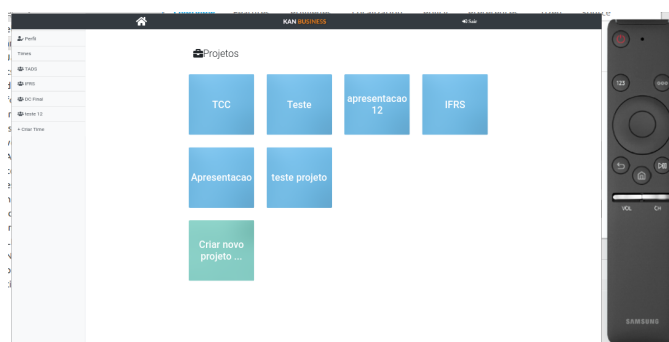 KAN BUSINESS
Sair
Perfil
Times
TADS
IFRS
DC Final
teste 12
+ Criar Time
Projetos
TCC
Teste
apresentacao
12
IFRS
Apresentacao
teste projeto
Criar novo
projeto ...
123
VOL
CH
SAMSUNG